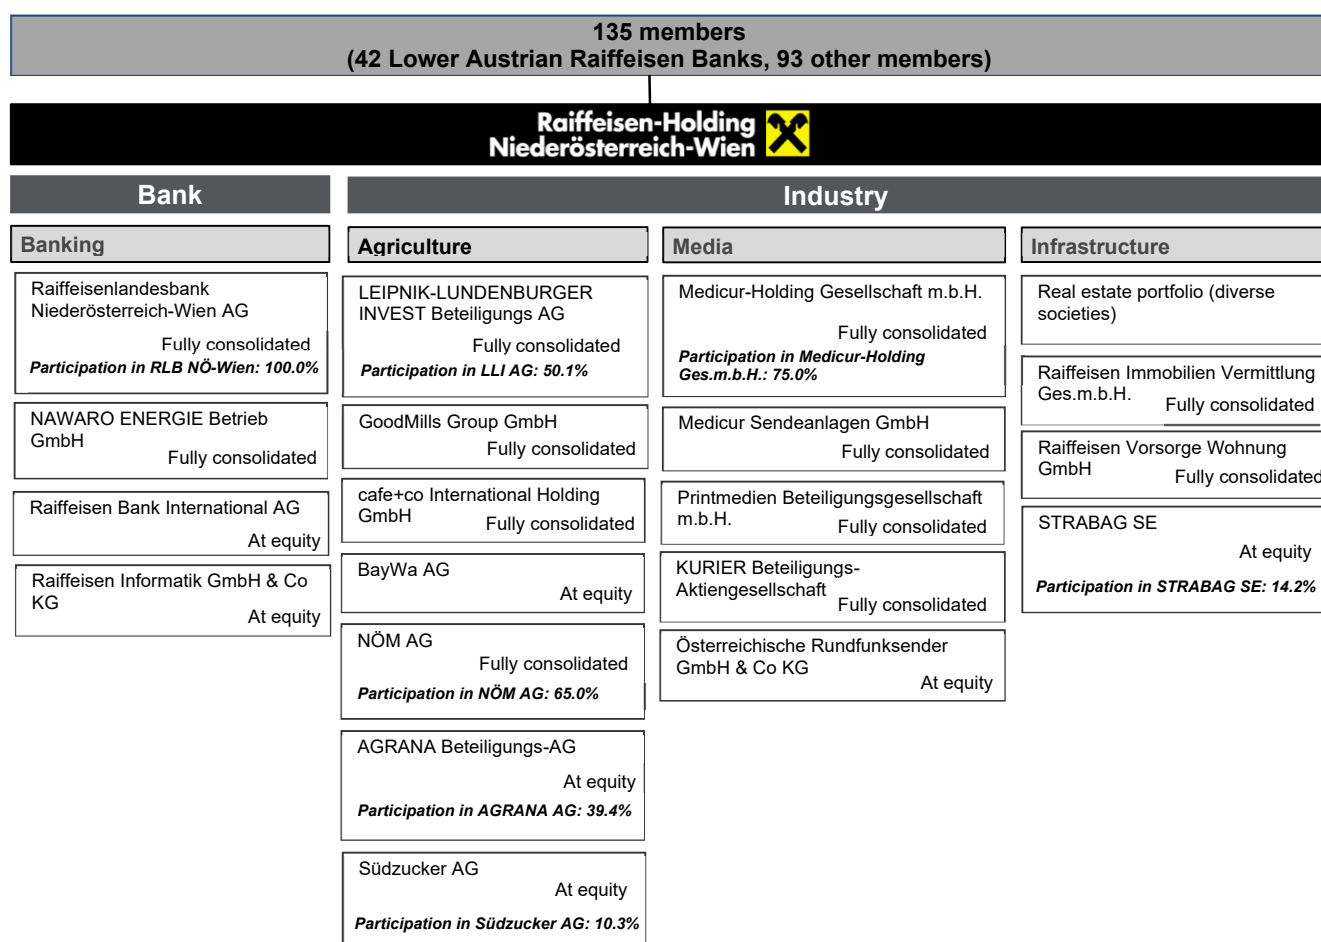 135 members
(42 Lower Austrian Raiffeisen Banks, 93 other members)
Raiffeisen-Holding
Niederösterreich-Wien
Bank
Industry
Banking
Agriculture
Media
Infrastructure
Raiffeisenlandesbank
Niederösterreich-Wien AG
Fully consolidated
Participation in RLB NÖ-Wien: 100.0%
NAWARO ENERGIE Betrieb
GmbH
Fully consolidated
Raiffeisen Bank International AG
At equity
Raiffeisen Informatik GmbH & Co
KG
At equity
LEIPNIK-LUNDENBURGER
INVEST Beteiligungs AG
Fully consolidated
Participation in LLI AG: 50.1%
GoodMills Group GmbH
Fully consolidated
cafe+co International Holding
GmbH
Fully consolidated
BayWa AG
At equity
NÖM AG
Fully consolidated
Participation in NÖM AG: 65.0%
AGRANA Beteiligungs-AG
At equity
Participation in AGRANA AG: 39.4%
Südzucker AG
At equity
Participation in Südzucker AG: 10.3%
Medicur-Holding Gesellschaft m.b.H.
Fully consolidated
Participation in Medicur-Holding
Ges.m.b.H.: 75.0%
Medicur Sendeanlagen GmbH
Fully consolidated
Printmedien Beteiligungsgesellschaft
m.b.H.
Fully consolidated
KURIER Beteiligungs-
Aktiengesellschaft
Fully consolidated
Österreichische Rundfunksender
GmbH & Co KG
At equity
Real estate portfolio (diverse
societies)
Raiffeisen Immobilien Vermittlung
Ges.m.b.H.
Fully consolidated
Raiffeisen Vorsorge Wohnung
GmbH
Fully consolidated
STRABAG SE
At equity
Participation in STRABAG SE: 14.2%